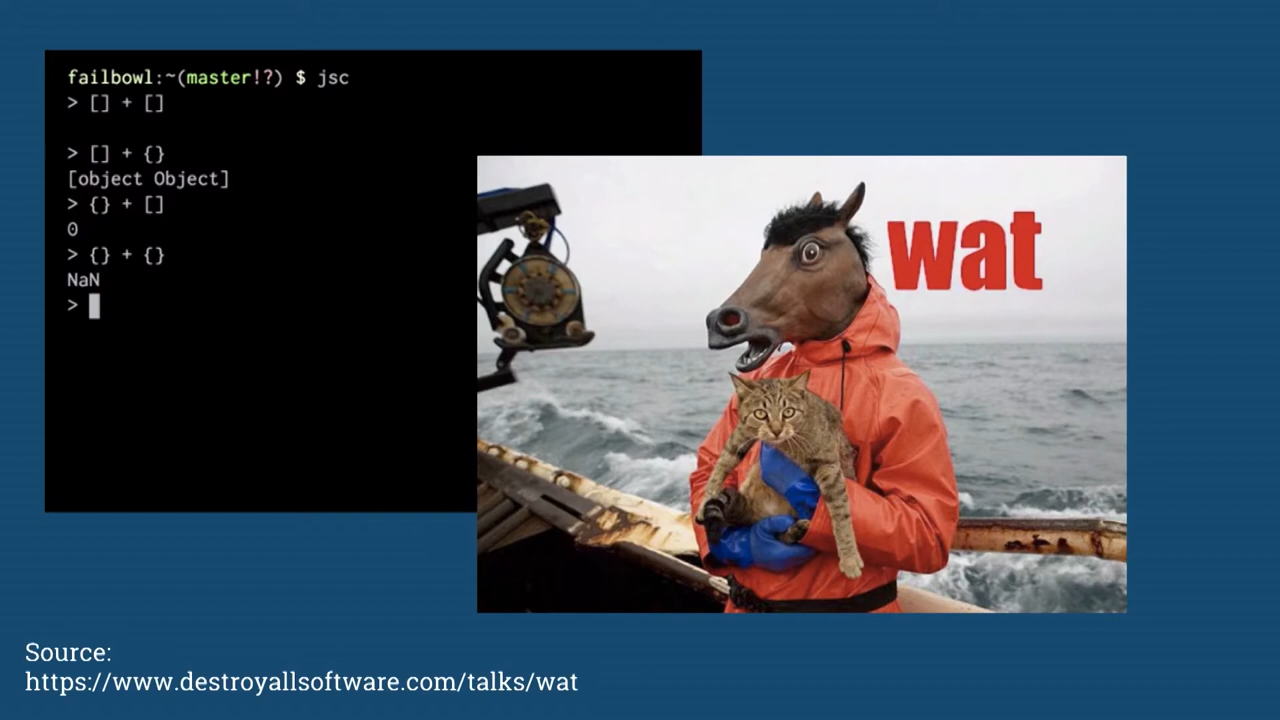 failbowl:~(master!?) $ jsc
> [] + []
> [] + {}
[object Object]
> {} + []
0
> {} + {}
NaN
>
wat
Source:
https://www.destroyallsoftware.com/talks/wat